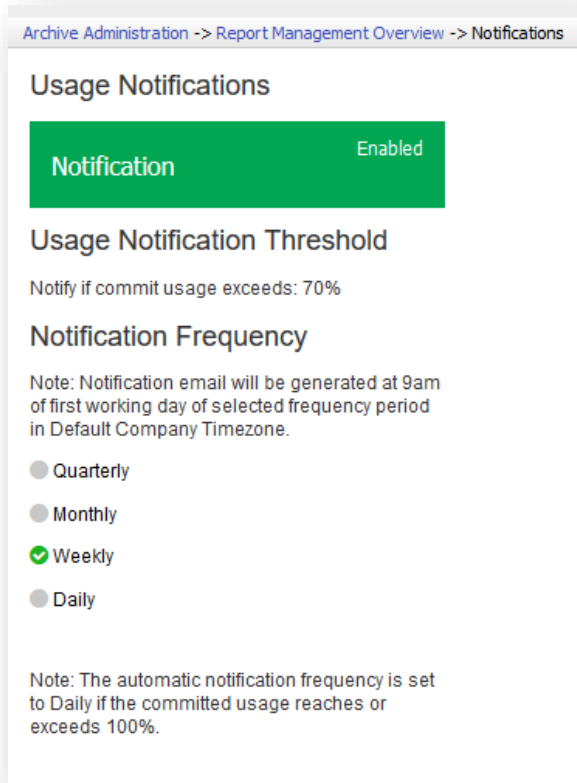 Archive Administration -> Report Management Overview -> Notifications
Usage Notifications
Enabled
Notification
Usage Notification Threshold
Notify if commit usage exceeds: 70%
Notification Frequency
Note: Notification email will be generated at 9am
of first working day of selected frequency period
in Default Company Timezone.
Quarterly
Monthly
Weekly
Daily
Note: The automatic notification frequency is set
to Daily if the committed usage reaches or
exceeds 100%.